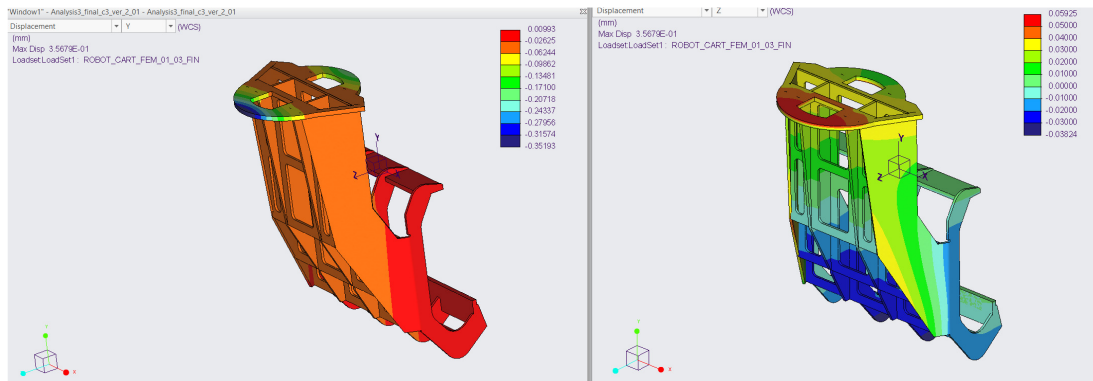 "Window1" - Analysis3_final_c3_ver_2_01 - Analysis3_final_c3_ver_2_01
Displacement Y (WCS)
(mm)
Max Disp 3.5679E-01
Loadset:LoadSet1 : ROBOT_CART_FEM_01_03_FIN
0.00993
-0.02625
-0.06244
-0.09862
-0.13481
-0.17100
-0.20718
-0.24337
-0.27956
-0.31574
-0.35193
Y
Z
X
Y
Z
X
Displacement Z (WCS)
(mm)
Max Disp 3.5679E-01
Loadset:LoadSet1 : ROBOT_CART_FEM_01_03_FIN
0.05925
0.05000
0.04000
0.03000
0.02000
0.01000
0.00000
-0.01000
-0.02000
-0.03000
-0.03824
Y
Z
X
Y
X